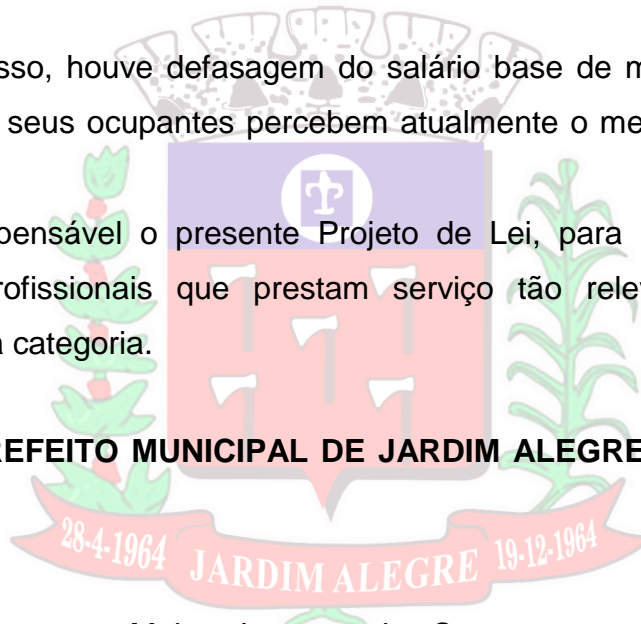 sso, houve defasagem do salário base de m
seus ocupantes percebem atualmente o me
pensável o presente Projeto de Lei, para
rofissionais que prestam serviço tão relev
a categoria.
REFEITO MUNICIPAL DE JARDIM ALEGRE
28-4-1964 JARDIM ALEGRE 19-12-1964